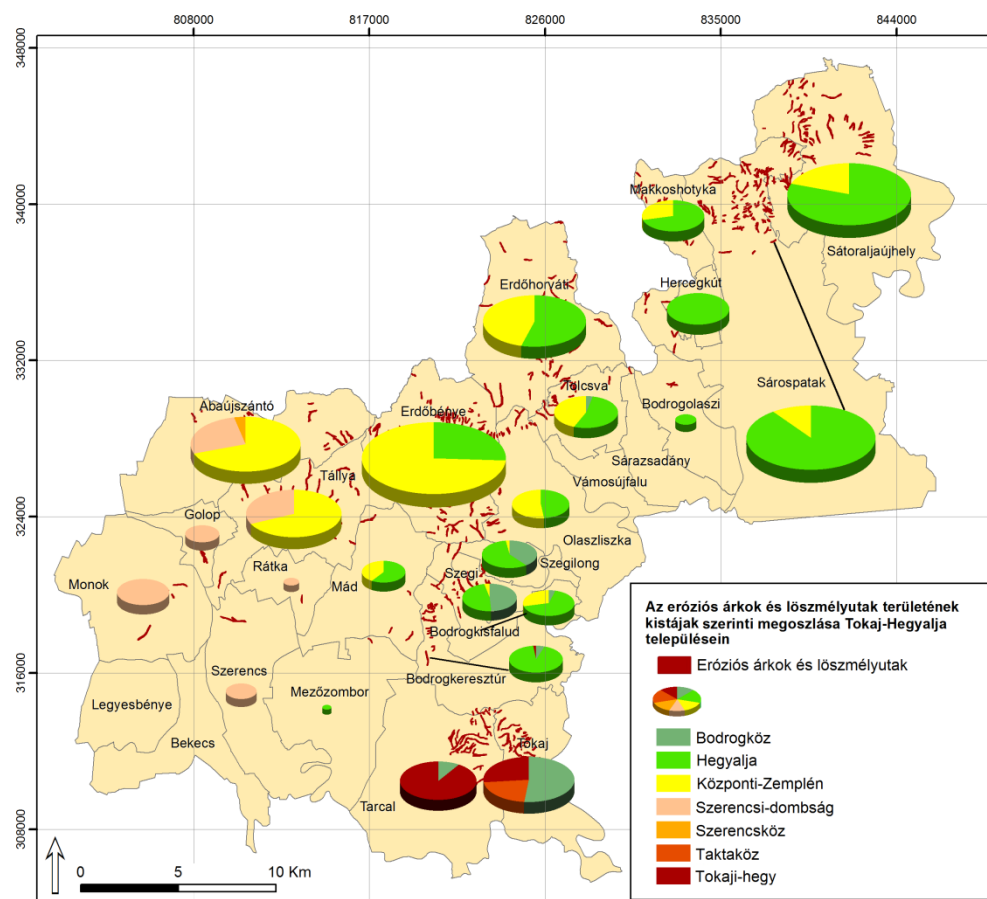 808000 817000 826000 835000 844000
348000
340000
332000
324000
316000
308000
Makkoshotyka
Sátoraljaújhely
Hercegkút
Erdőhorváti
Sárospatak
Tolcsva
Bodrogolaszi
Abaújszántó
Erdőbénye
Sárazsadány
Tállya
Vámosújfalu
Golop
Olaszliszka
Rátka
Szegilong
Mád
Szegi
Monok
Bodrogkisfalud
Szerencs
Bodrogkeresztúr
Mezőzombor
Legyesbénye
Bekecs
Tokaj
Tarcal
0 5 10 Km
Az eróziós árkok és löszmélyutak területének
kistájak szerinti megoszlása Tokaj-Hegyalja
településein
Eróziós árkok és löszmélyutak
Bodrogköz
Hegyalja
Központi-Zemplén
Szerencsi-dombság
Szerencsköz
Taktaköz
Tokaji-hegy